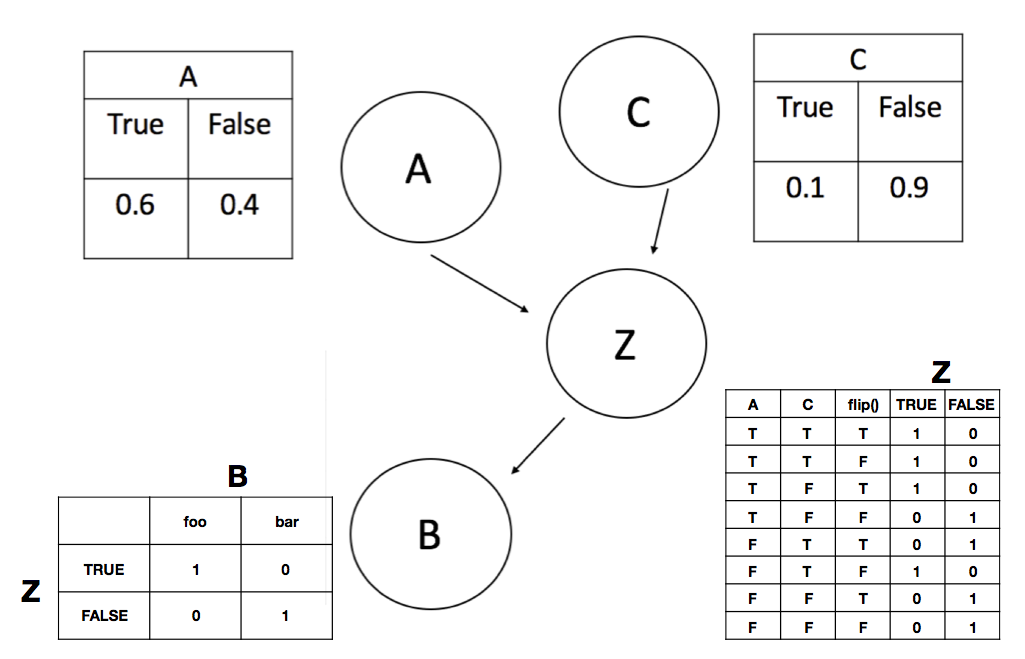 A
True False
0.6 0.4
A
C
C
True False
0.1 0.9
Z
B
foo bar
TRUE 1 0
FALSE 0 1
Z
B
Z
A C flip() TRUE FALSE
T T T 1 0
T T F 1 0
T F T 1 0
T F F 0 1
F T T 0 1
F T F 1 0
F F T 0 1
F F F 0 1